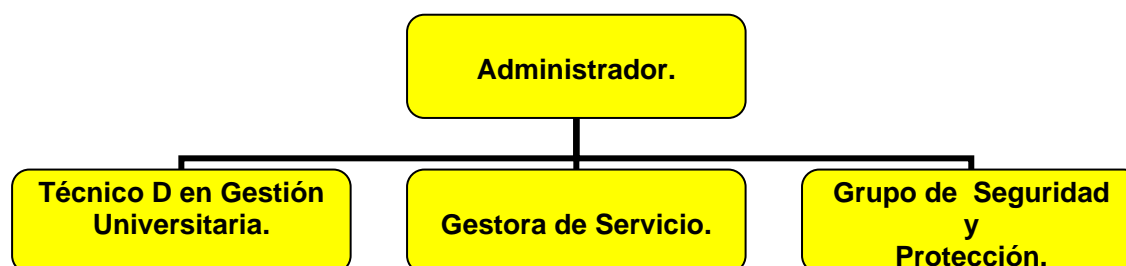 Administrador.
Técnico D en Gestión
Universitaria.
Gestora de Servicio.
Grupo de  Seguridad
y
Protección.